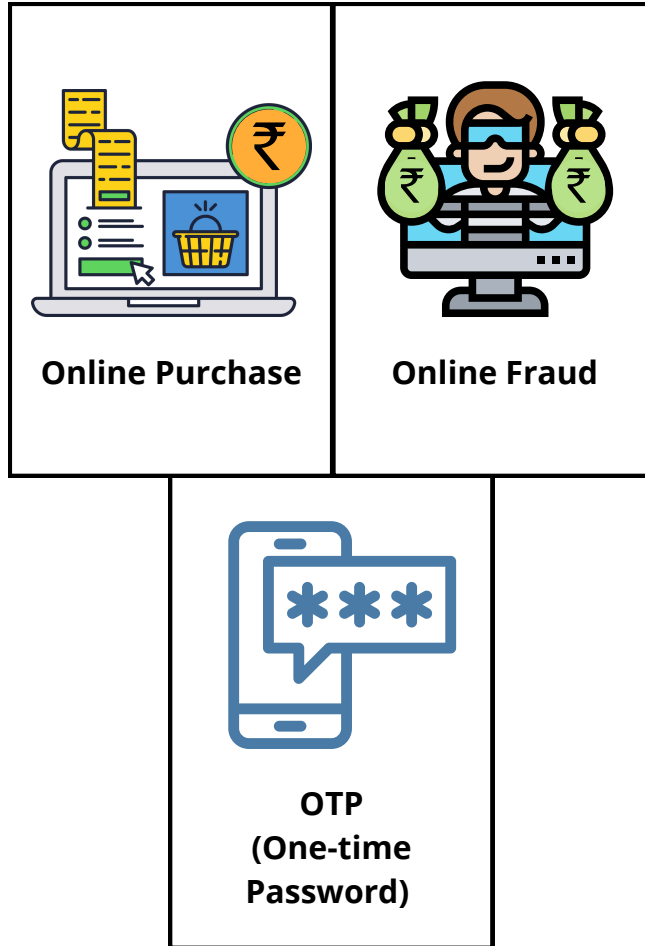 ₹
₹ ₹
Online Purchase
Online Fraud
***
OTP
(One-time
Password)